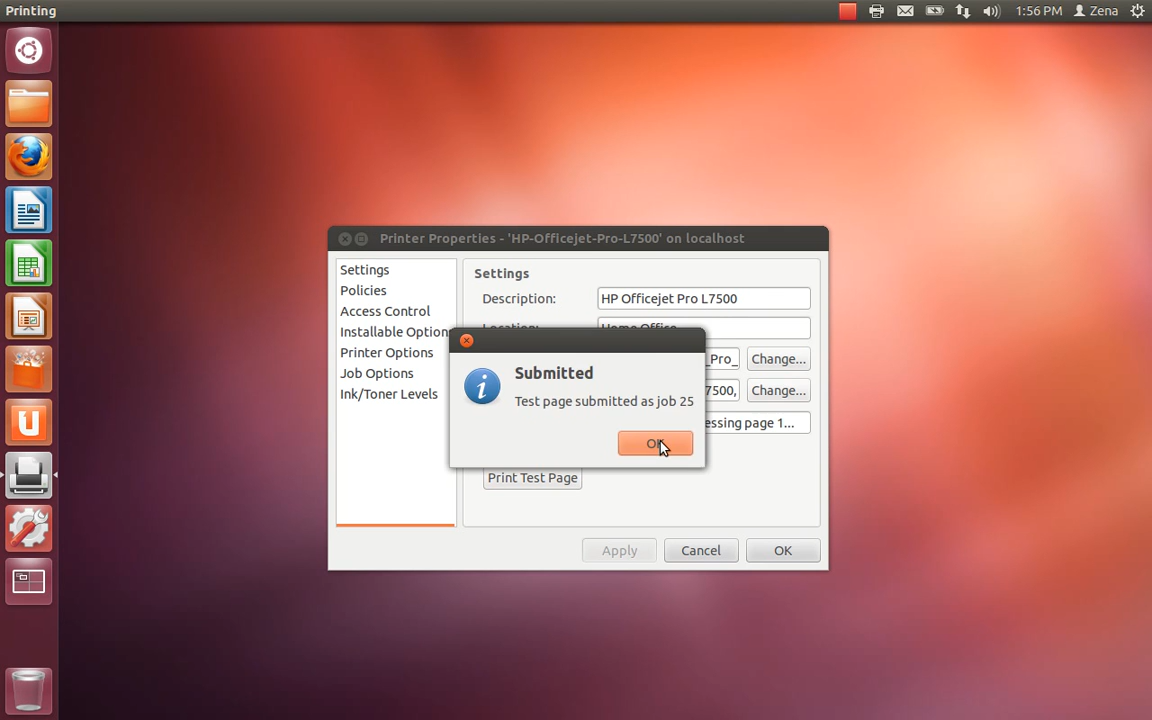 Printing
1:56 PM Zena
Printer Properties - 'HP-Officejet-Pro-L7500' on localhost
Settings
Policies
Access Control
Installable Option
Printer Options
Job Options
Ink/Toner Levels
Settings
Description: HP Officejet Pro L7500
Location: Home Office
_Pro_ Change...
7500, Change...
essing page 1...
Print Test Page
Apply Cancel OK
Submitted
Test page submitted as job 25
OK